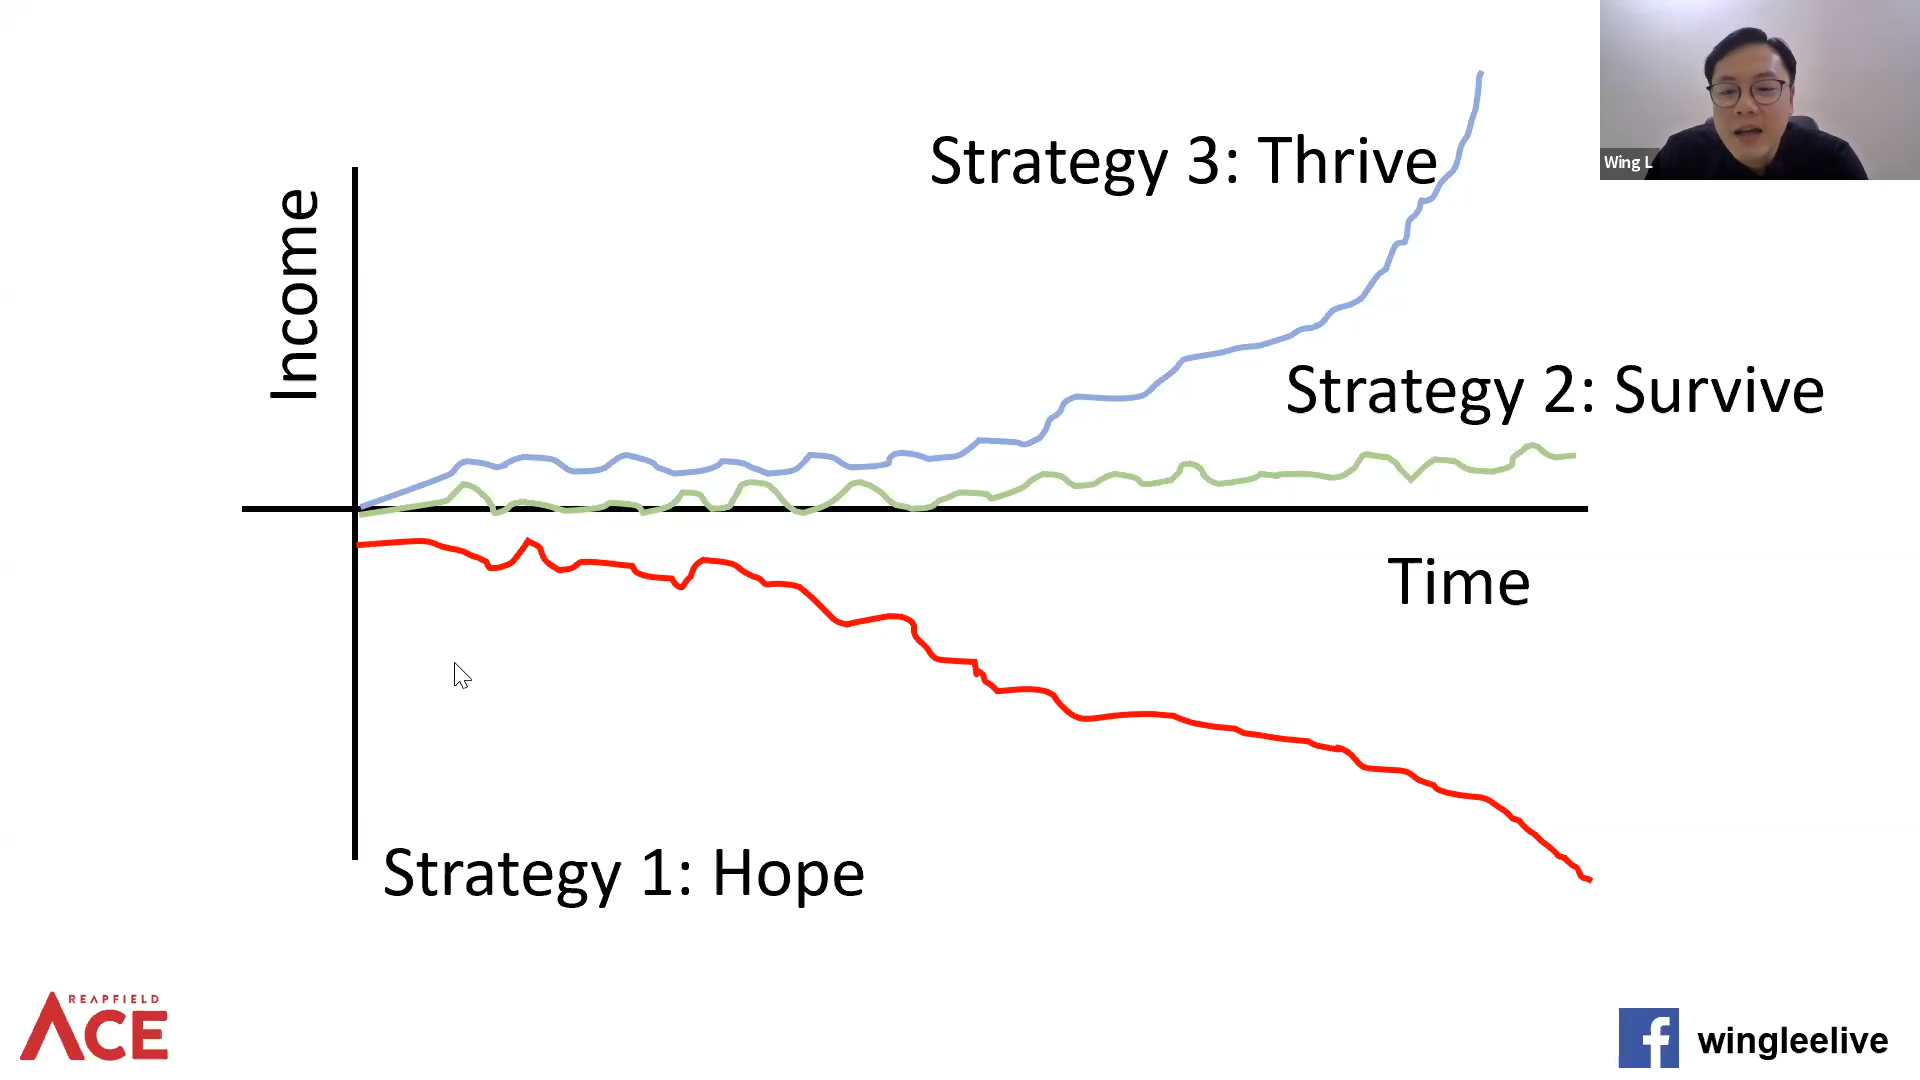 Strategy 3: Thrive
Wing L
Income
Strategy 2: Survive
Time
Strategy 1: Hope
REAPFIELD
ACE
wingleelive